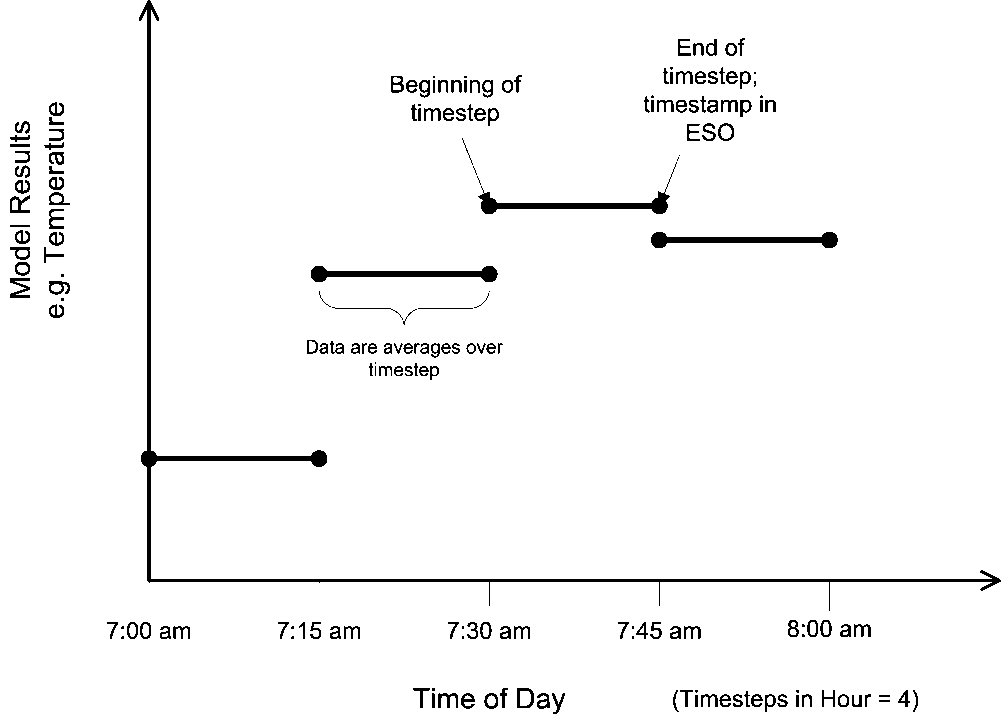 Model Results
e.g. Temperature
Beginning of
timestep
End of
timestep;
timestamp in
ESO
Data are averages over
timestep
7:00 am
7:15 am
7:30 am
7:45 am
8:00 am
Time of Day
(Timesteps in Hour = 4)